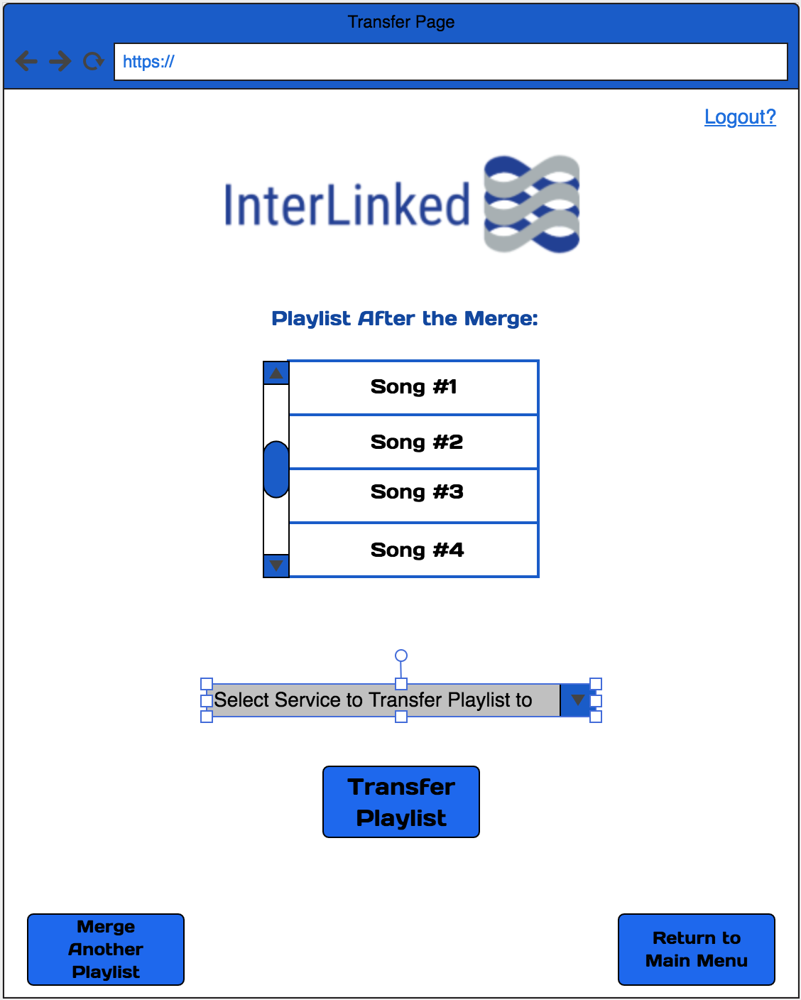 Transfer Page
https://
Logout?
InterLinked
Playlist After the Merge:
Song #1
Song #2
Song #3
Song #4
Select Service to Transfer Playlist to
Transfer
Playlist
Merge
Another
Playlist
Return to
Main Menu